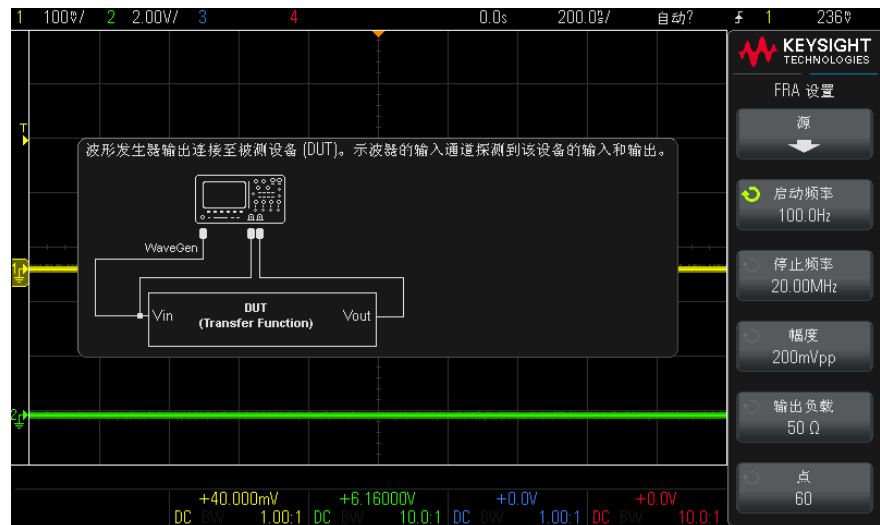 1 100▽/ 2 2.00V/ 3 4 0.0s 200.0▽/ 自动? 1 236▽
KEYSIGHT
TECHNOLOGIES
FRA 设置
源
启动频率
100.0Hz
停止频率
20.00MHz
幅度
200mVpp
输出负载
50 Ω
点
60
T
波形发生器输出连接至被测设备 (DUT)。示波器的输入通道探测到该设备的输入和输出。
WaveGen
Vin
DUT
(Transfer Function)
Vout
1
2
+40.000mV +6.16000V +0.0V +0.0V
DC BW 1.00:1 DC BW 10.0:1 DC BW 1.00:1 DC BW 10.0:1